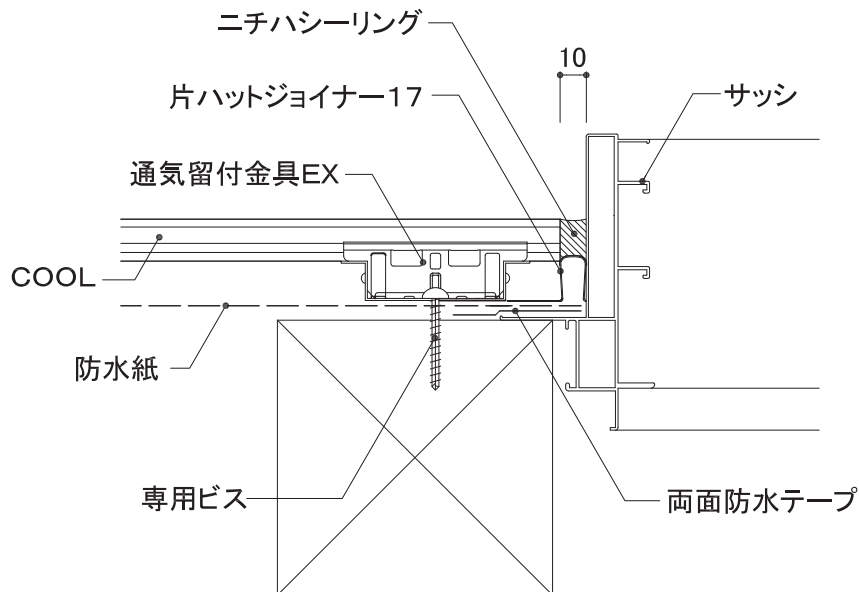 ニチハシーリング
10
片ハットジョイナー17
サッシ
通気留付金具EX
COOL
防水紙
専用ビス
両面防水テープ